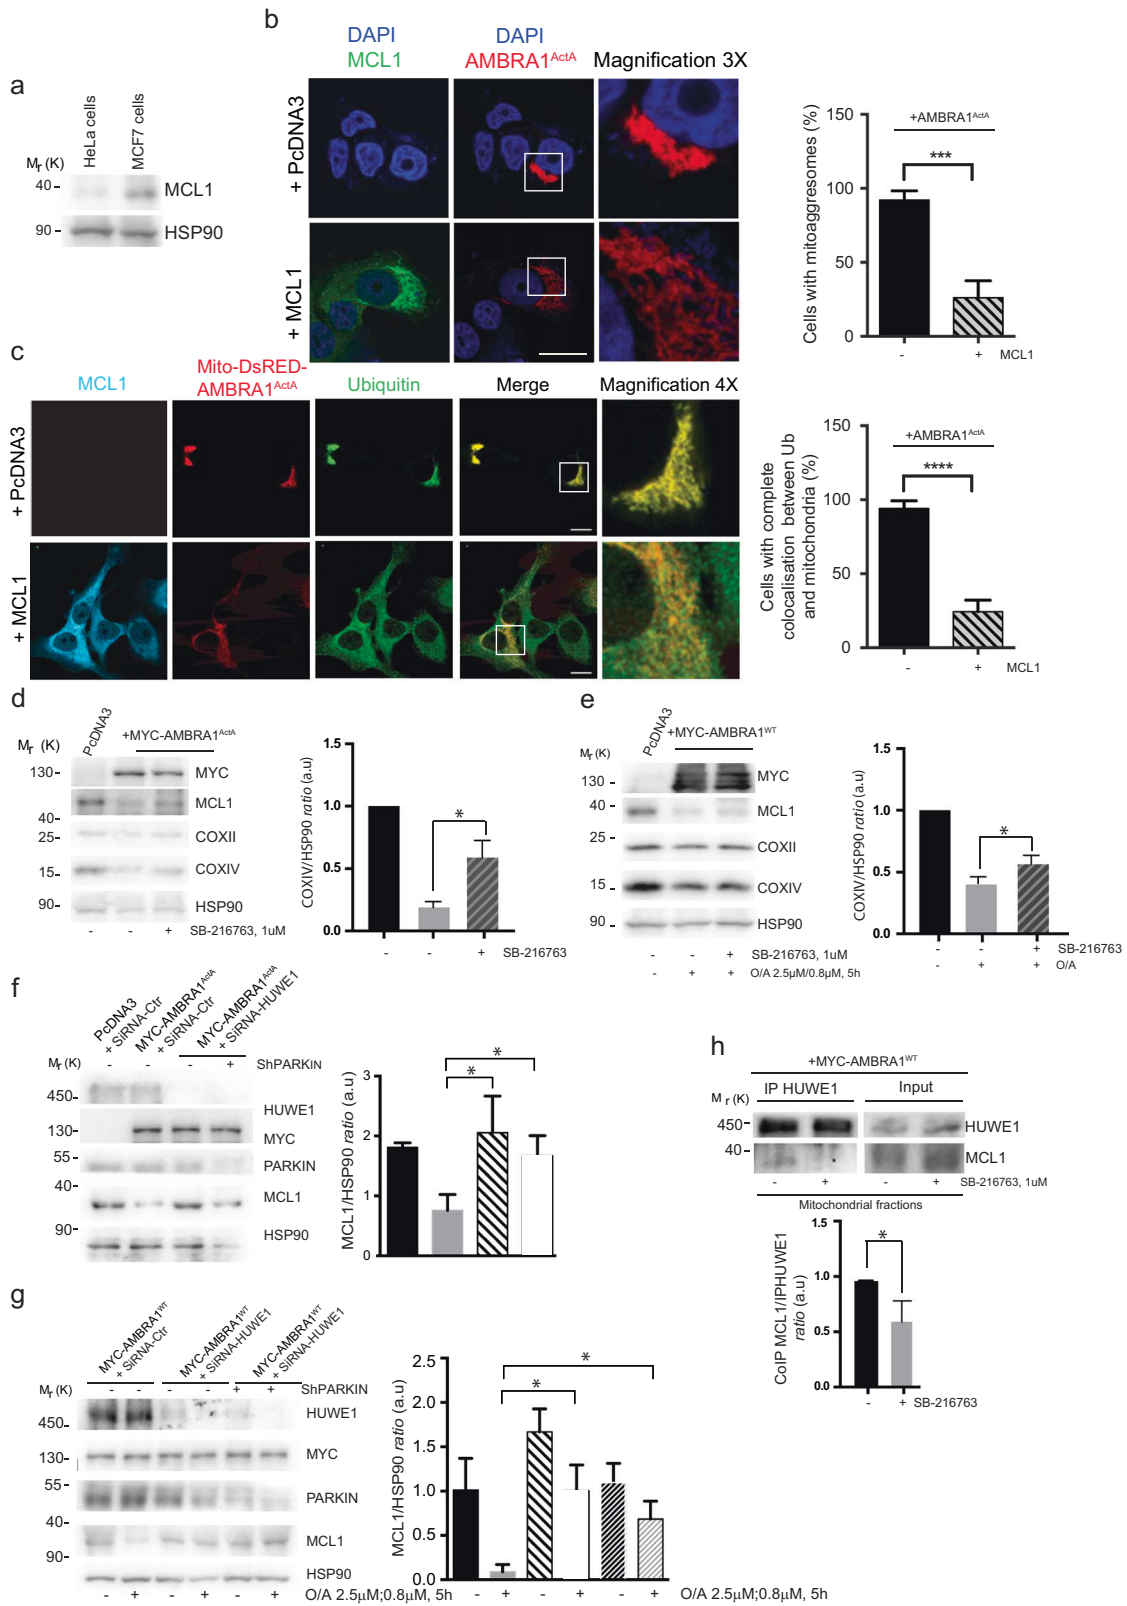 a
HeLa cells
MCF7 cells
Mr (K)
40
MCL1
90
HSP90
b
DAPI
MCL1
DAPI
AMBRA1ActA
Magnification 3X
+ PcDNA3
+ MCL1
Cells with mitoaggresomes (%)
+AMBRA1ActA
***
150
100
50
0
- + MCL1
c
MCL1
Mito-DsRED-
AMBRA1ActA
Ubiquitin
Merge
Magnification 4X
+ PcDNA3
+ MCL1
Cells with complete
colocalisation between Ub
and mitochondria (%)
+AMBRA1ActA
****
150
100
50
0
- + MCL1
d
PcDNA3
+MYC-AMBRA1ActA
Mr (K)
130-
MYC
MCL1
40-
25-
COXII
15-
COXIV
90-
HSP90
- - + SB-216763, 1uM
COXIV/HSP90 ratio (a.u)
1.5
1.0
0.5
0.0
*
- - + SB-216763
e
PcDNA3
+MYC-AMBRA1WT
Mr (K)
130 -
MYC
40 -
MCL1
25 -
COXII
15 -
COXIV
90 -
HSP90
- - + SB-216763, 1uM
- + + O/A 2.5µM/0.8µM, 5h
COXIV/HSP90 ratio (a.u)
1.5
1.0
0.5
0.0
*
- - + SB-216763
- + + O/A
f
PcDNA3
+ SiRNA-Ctr
MYC-AMBRA1ActA
+ SiRNA-Ctr
MYC-AMBRA1ActA
+ SiRNA-HUWE1
Mr (K)
- - - + ShPARKIN
450-
HUWE1
130-
MYC
55-
PARKIN
40-
MCL1
90-
HSP90
MCL1/HSP90 ratio (a.u)
3
2
1
0
*
*
g
MYC-AMBRA1WT
+ SiRNA-Ctr
MYC-AMBRA1WT
+ SiRNA-HUWE1
MYC-AMBRA1WT
+ SiRNA-HUWE1
Mr (K)
- - - - + + ShPARKIN
450-
HUWE1
130-
MYC
55-
PARKIN
40-
MCL1
90-
HSP90
- + - + - + O/A 2.5µM;0.8µM, 5h
MCL1/HSP90 ratio (a.u)
2.5
2.0
1.5
1.0
0.5
0.0
*
*
- + - + - + O/A 2.5µM;0.8µM, 5h
h
+MYC-AMBRA1WT
IP HUWE1
Input
Mr (K)
450-
HUWE1
40-
MCL1
- + - + SB-216763, 1uM
Mitochondrial fractions
CoIP MCL1/IPHUWE1
ratio (a.u)
1.5
1.0
0.5
0.0
*
- + SB-216763